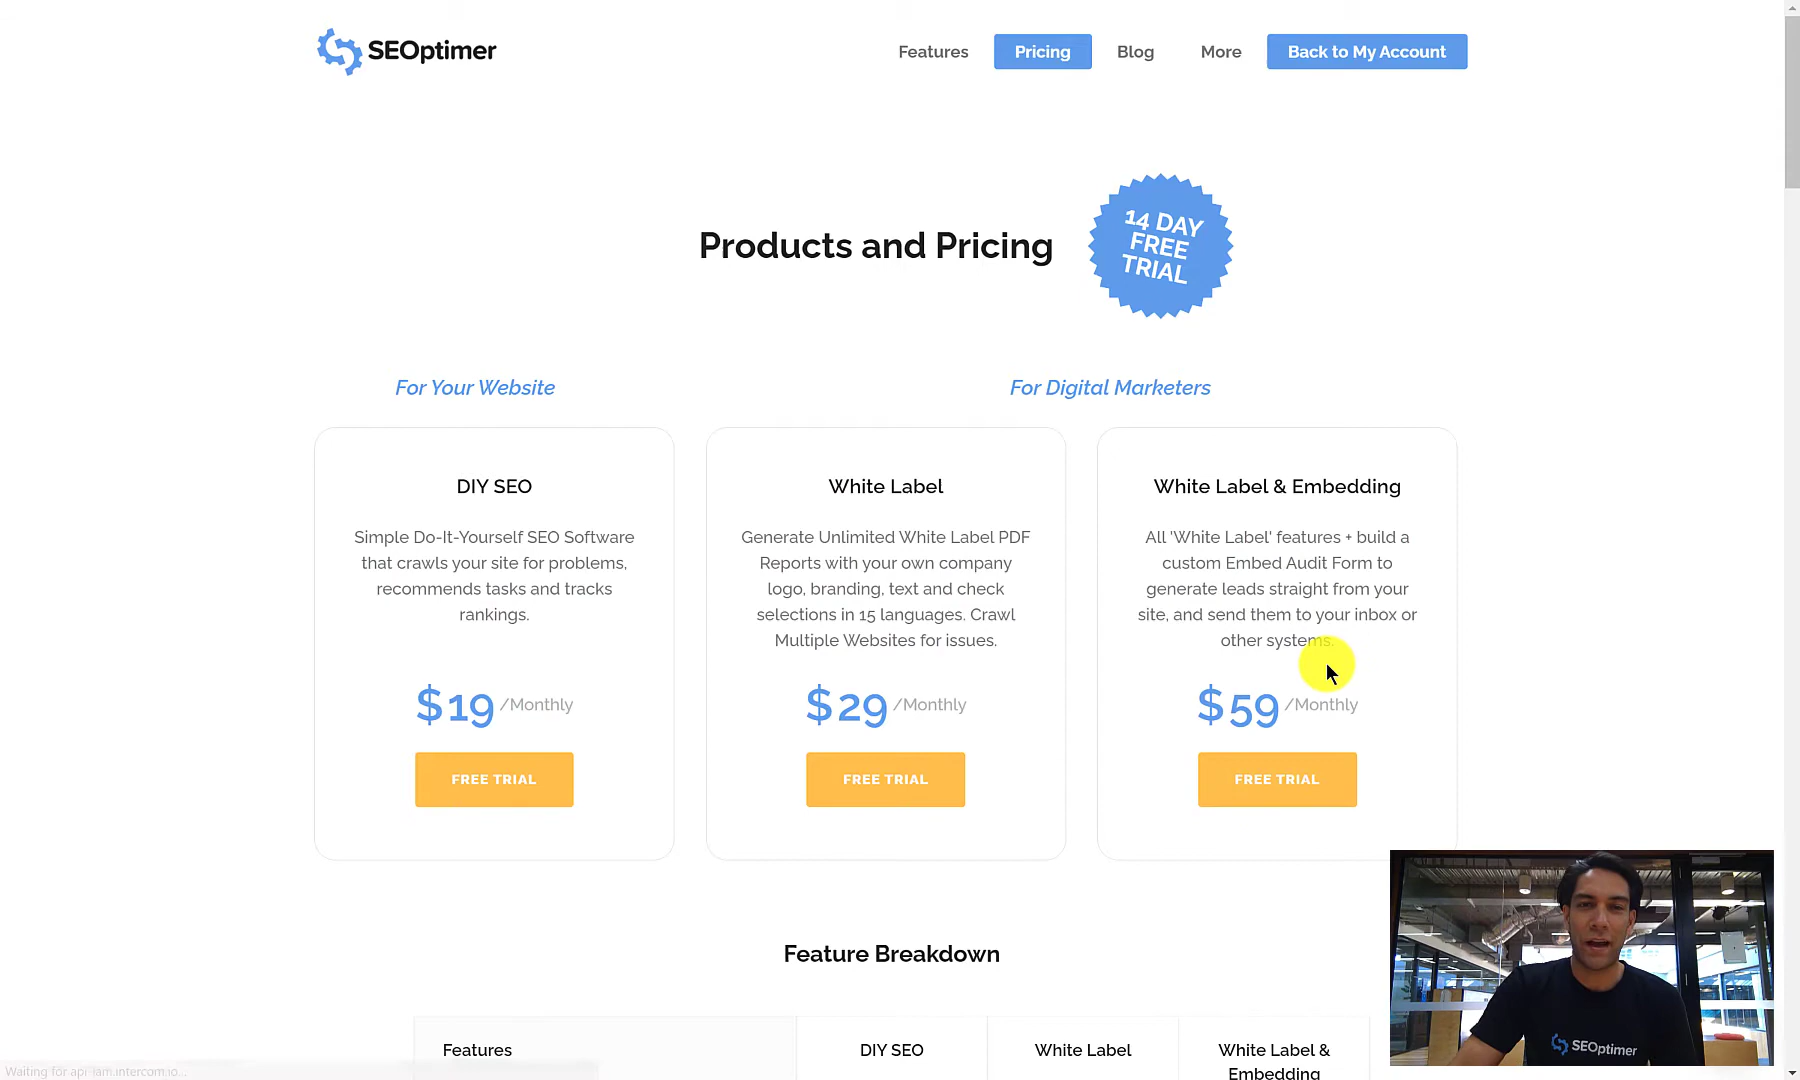 SEOptimer
Features
Pricing
Blog
More
Back to My Account
Products and Pricing
14 DAY
FREE
TRIAL
For Your Website
For Digital Marketers
DIY SEO
Simple Do-It-Yourself SEO Software
that crawls your site for problems,
recommends tasks and tracks
rankings.
$19 /Monthly
FREE TRIAL
White Label
Generate Unlimited White Label PDF
Reports with your own company
logo, branding, text and check
selections in 15 languages. Crawl
Multiple Websites for issues.
$29 /Monthly
FREE TRIAL
White Label & Embedding
All 'White Label' features + build a
custom Embed Audit Form to
generate leads straight from your
site, and send them to your inbox or
other systems.
$59 /Monthly
FREE TRIAL
Feature Breakdown
Features
DIY SEO
White Label
White Label &
Embedding
SEOptimer
Waiting for api-iam.intercom.io...